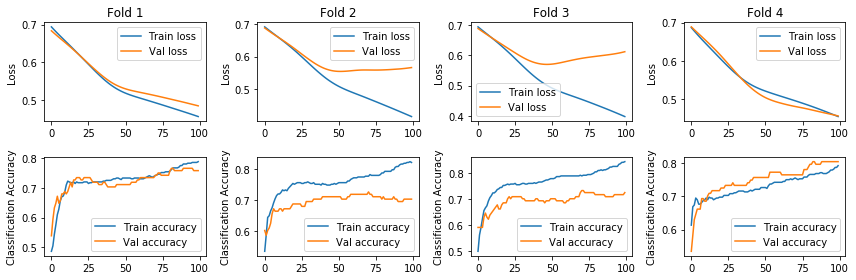 Fold 1
Loss
0.7
0.6
0.5
Train loss
Val loss
0 25 50 75 100
Fold 2
Loss
0.7
0.6
0.5
Train loss
Val loss
0 25 50 75 100
Fold 3
Loss
0.7
0.6
0.5
0.4
Train loss
Val loss
0 25 50 75 100
Fold 4
Loss
0.7
0.6
0.5
Train loss
Val loss
0 25 50 75 100
Classification Accuracy
0.8
0.7
0.6
0.5
Train accuracy
Val accuracy
0 25 50 75 100
Classification Accuracy
0.8
0.7
0.6
Train accuracy
Val accuracy
0 25 50 75 100
Classification Accuracy
0.8
0.7
0.6
0.5
Train accuracy
Val accuracy
0 25 50 75 100
Classification Accuracy
0.8
0.7
0.6
Train accuracy
Val accuracy
0 25 50 75 100